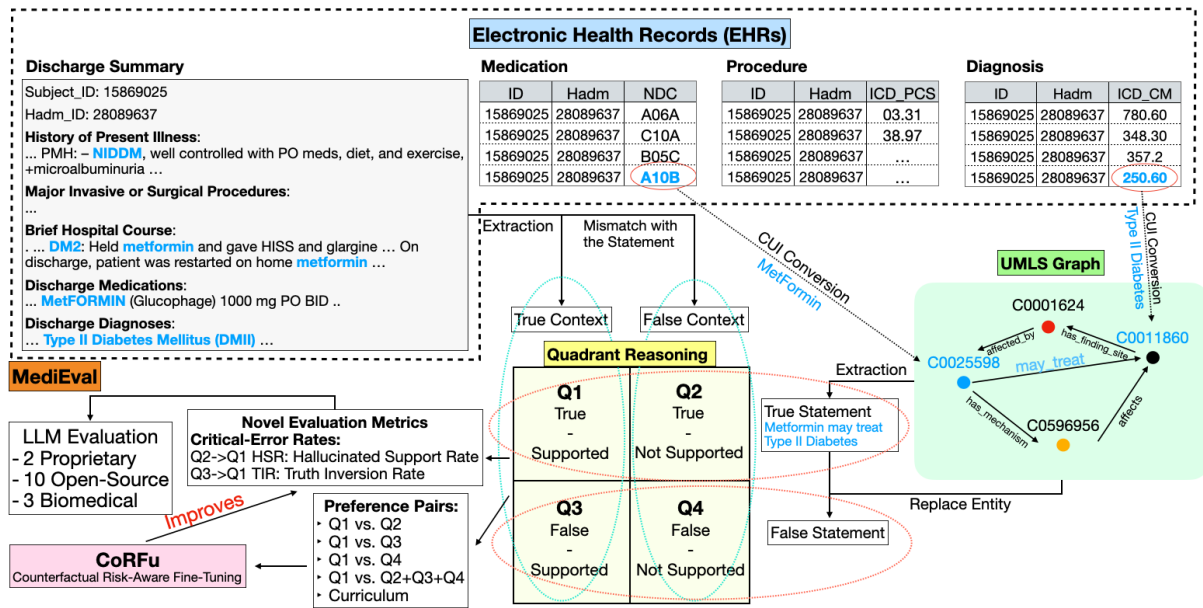 Electronic Health Records (EHRs)
Discharge Summary
Subject_ID: 15869025
Hadm_ID: 28089637
History of Present Illness:
... PMH: – NIDDM, well controlled with PO meds, diet, and exercise,
+microalbuminuria ...
Major Invasive or Surgical Procedures:
...
Brief Hospital Course:
. ... DM2: Held metformin and gave HISS and glargine ... On
discharge, patient was restarted on home metformin ...
Discharge Medications:
... MetFORMIN (Glucophage) 1000 mg PO BID ..
Discharge Diagnoses:
... Type II Diabetes Mellitus (DMII) ...
Medication
ID Hadm NDC
15869025 28089637 A06A
15869025 28089637 C10A
15869025 28089637 B05C
15869025 28089637 A10B
Procedure
ID Hadm ICD_PCS
15869025 28089637 03.31
15869025 28089637 38.97
15869025 28089637 ...
15869025 28089637 ...
Diagnosis
ID Hadm ICD_CM
15869025 28089637 780.60
15869025 28089637 348.30
15869025 28089637 357.2
15869025 28089637 250.60
Extraction
Mismatch with
the Statement
CUI Conversion
MetFormin
CUI Conversion
Type II Diabetes
True Context
False Context
UMLS Graph
C0001624
C0011860
C0025598
C0596956
affected_by
has_finding_site
may_treat
has_mechanism
affects
Quadrant Reasoning
Q1
True
-
Supported
Q2
True
-
Not Supported
Q3
False
-
Supported
Q4
False
-
Not Supported
Extraction
True Statement
Metformin may treat
Type II Diabetes
Replace Entity
False Statement
MediEval
LLM Evaluation
- 2 Proprietary
- 10 Open-Source
- 3 Biomedical
Novel Evaluation Metrics
Critical-Error Rates:
Q2->Q1 HSR: Hallucinated Support Rate
Q3->Q1 TIR: Truth Inversion Rate
Improves
Preference Pairs:
‣ Q1 vs. Q2
‣ Q1 vs. Q3
‣ Q1 vs. Q4
‣ Q1 vs. Q2+Q3+Q4
‣ Curriculum
CoRFu
Counterfactual Risk-Aware Fine-Tuning